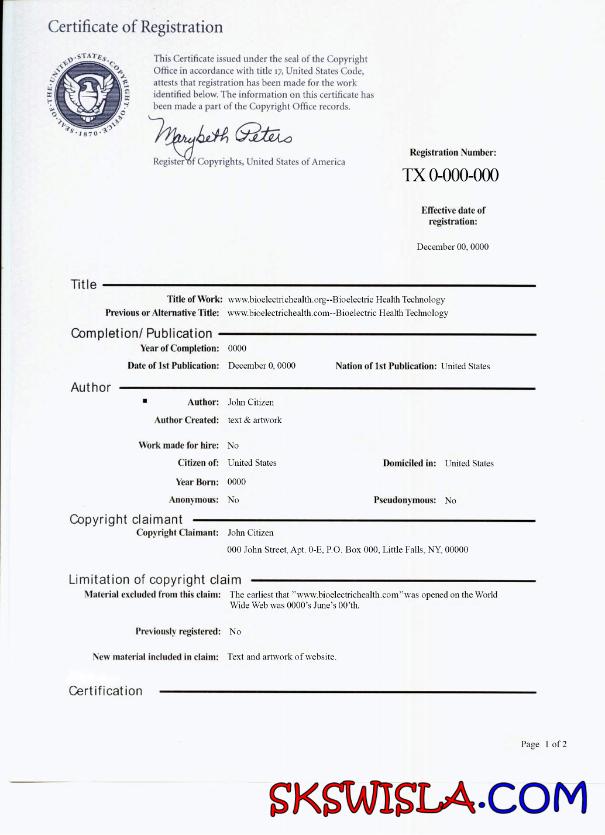 Certificate of Registration
SEAL·OF·THE·UNITED·STATES·COPYRIGHT·OFFICE·1870
This Certificate issued under the seal of the Copyright
Office in accordance with title 17, United States Code,
attests that registration has been made for the work
identified below. The information on this certificate has
been made a part of the Copyright Office records.
Marybeth Peters
Register of Copyrights, United States of America
Registration Number:
TX 0-000-000
Effective date of
registration:
December 00, 0000
Title
Title of Work: www.bioelectrichealth.org--Bioelectric Health Technology
Previous or Alternative Title: www.bioelectrichealth.com--Bioelectric Health Technology
Completion/ Publication
Year of Completion: 0000
Date of 1st Publication: December 0, 0000 Nation of 1st Publication: United States
Author
▪ Author: John Citizen
Author Created: text & artwork
Work made for hire: No
Citizen of: United States Domiciled in: United States
Year Born: 0000
Anonymous: No Pseudonymous: No
Copyright claimant
Copyright Claimant: John Citizen
000 John Street, Apt. 0-E, P.O. Box 000, Little Falls, NY, 00000
Limitation of copyright claim
Material excluded from this claim: The earliest that "www.bioelectrichealth.com" was opened on the World
Wide Web was 0000's June's 00'th.
Previously registered: No
New material included in claim: Text and artwork of website.
Certification
Page 1 of 2
SKSWISLA.COM